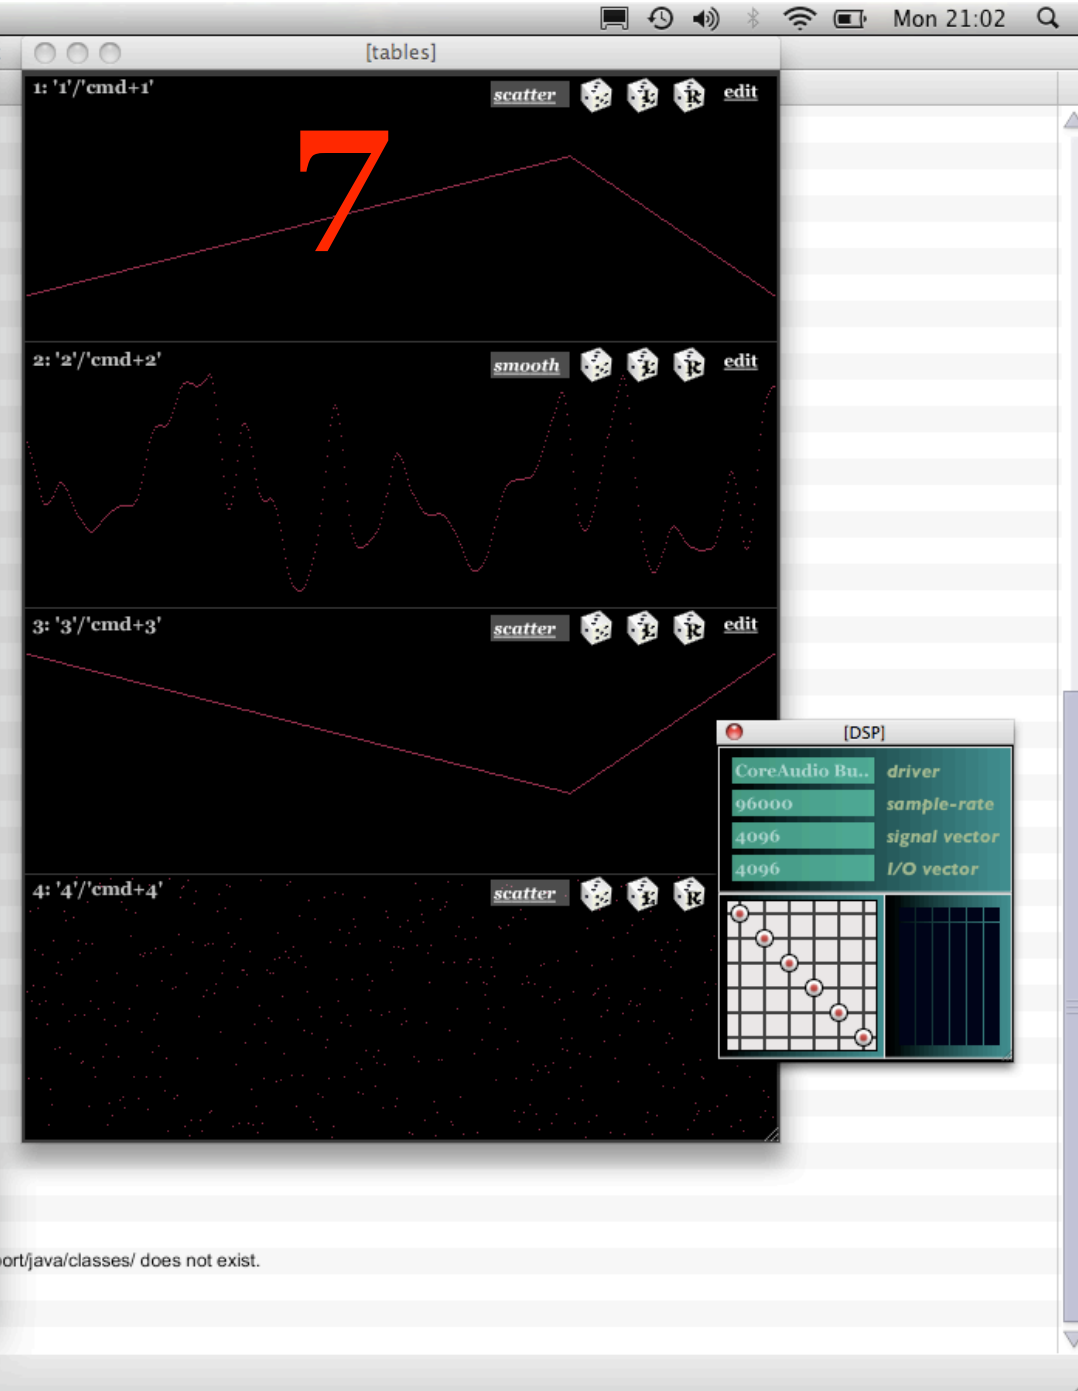 Mon 21:02
[tables]
1: '1'/'cmd+1'
scatter
L
R
edit
7
2: '2'/'cmd+2'
smooth
L
R
edit
3: '3'/'cmd+3'
scatter
L
R
edit
[DSP]
CoreAudio Bu.. driver
96000 sample-rate
4096 signal vector
4096 I/O vector
4: '4'/'cmd+4'
scatter
L
R
ort/java/classes/ does not exist.